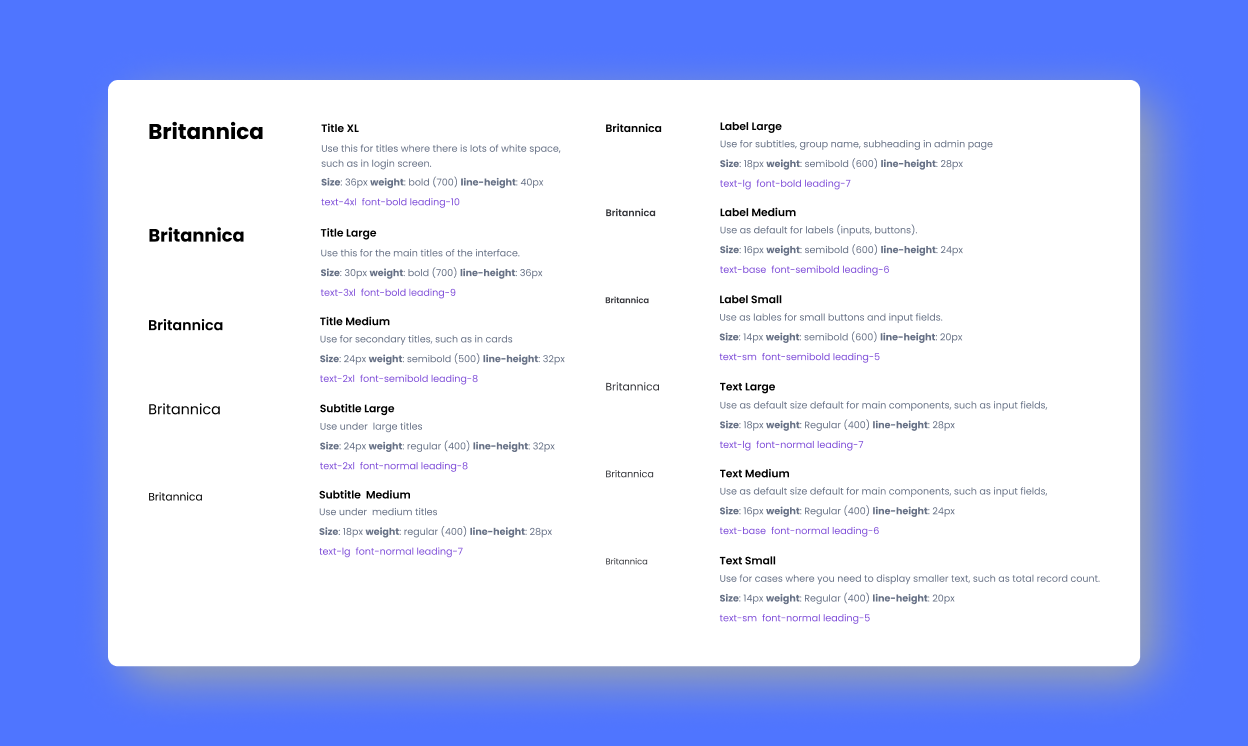 Britannica
Title XL
Use this for titles where there is lots of white space,
such as in login screen.
Size: 36px weight: bold (700) line-height: 40px
text-4xl font-bold leading-10
Britannica
Title Large
Use this for the main titles of the interface.
Size: 30px weight: bold (700) line-height: 36px
text-3xl font-bold leading-9
Britannica
Title Medium
Use for secondary titles, such as in cards
Size: 24px weight: semibold (500) line-height: 32px
text-2xl font-semibold leading-8
Britannica
Subtitle Large
Use under large titles
Size: 24px weight: regular (400) line-height: 32px
text-2xl font-normal leading-8
Britannica
Subtitle Medium
Use under medium titles
Size: 18px weight: regular (400) line-height: 28px
text-lg font-normal leading-7
Britannica
Label Large
Use for subtities, group name, subheading in admin page
Size: 18px weight: semibold (600) line-height: 28px
text-lg font-bold leading-7
Britannica
Label Medium
Use as default for labels (inputs, buttons).
Size: 16px weight: semibold (600) line-height: 24px
text-base font-semibold leading-6
Britannica
Label Small
Use as lables for small buttons and input fields.
Size: 14px weight: semibold (600) line-height: 20px
text-sm font-semibold leading-5
Britannica
Text Large
Use as default size default for main components, such as input fields,
Size: 18px weight: Regular (400) line-height: 28px
text-lg font-normal leading-7
Britannica
Text Medium
Use as default size default for main components, such as input fields,
Size: 16px weight: Regular (400) line-height: 24px
text-base font-normal leading-6
Britannica
Text Small
Use for cases where you need to display smaller text, such as total record count.
Size: 14px weight: Regular (400) line-height: 20px
text-sm font-normal leading-5